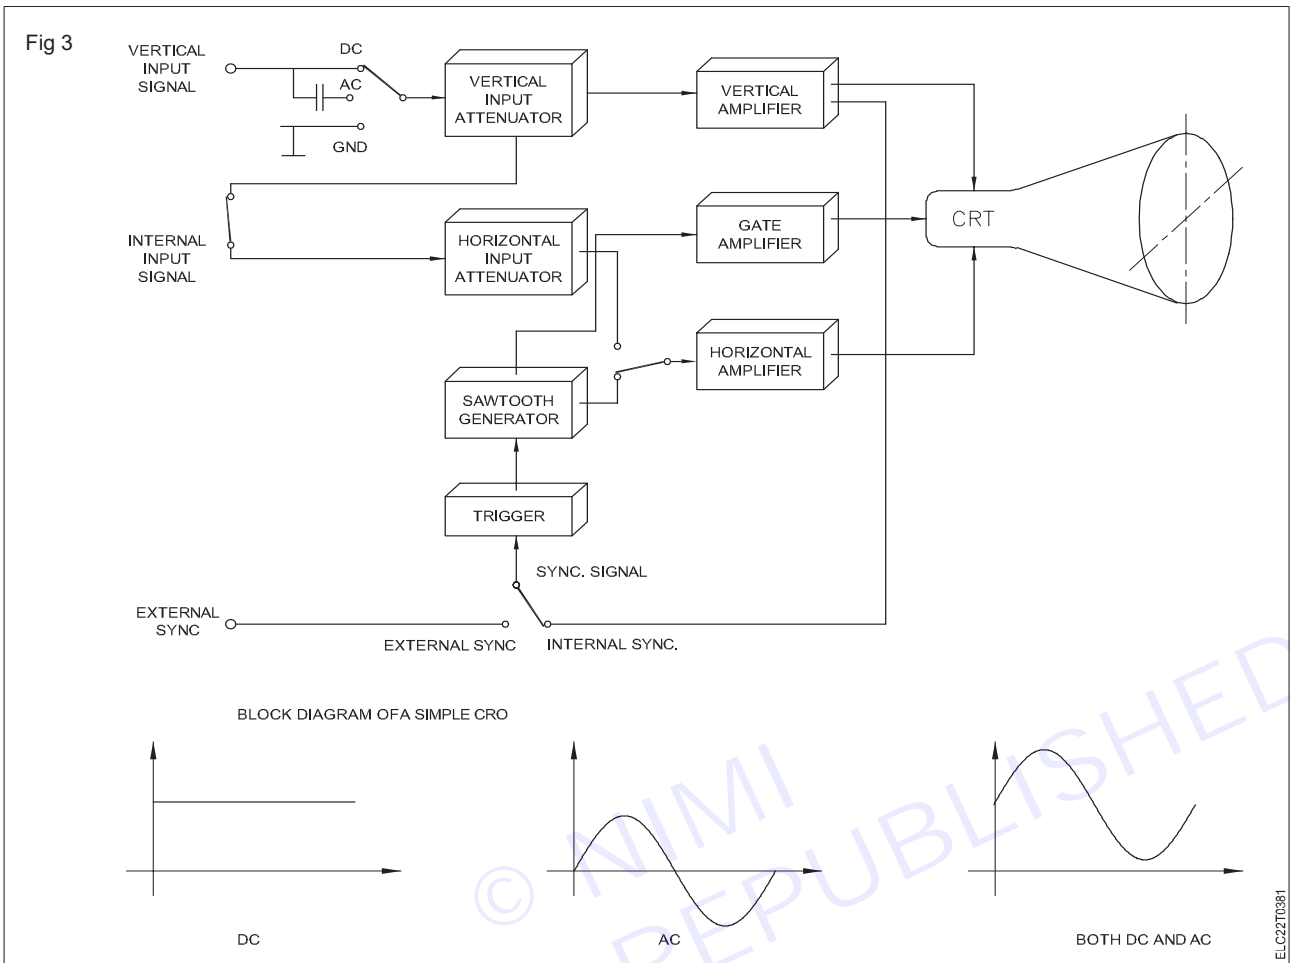 Fig 3
VERTICAL
INPUT
SIGNAL
DC
AC
GND
VERTICAL
INPUT
ATTENUATOR
VERTICAL
AMPLIFIER
INTERNAL
INPUT
SIGNAL
HORIZONTAL
INPUT
ATTENUATOR
GATE
AMPLIFIER
CRT
HORIZONTAL
AMPLIFIER
SAWTOOTH
GENERATOR
TRIGGER
SYNC. SIGNAL
EXTERNAL
SYNC
EXTERNAL SYNC
INTERNAL SYNC.
BLOCK DIAGRAM OFA SIMPLE CRO
DC
AC
BOTH DC AND AC
ELC22T0381
© NIMI
REPUBLISHED